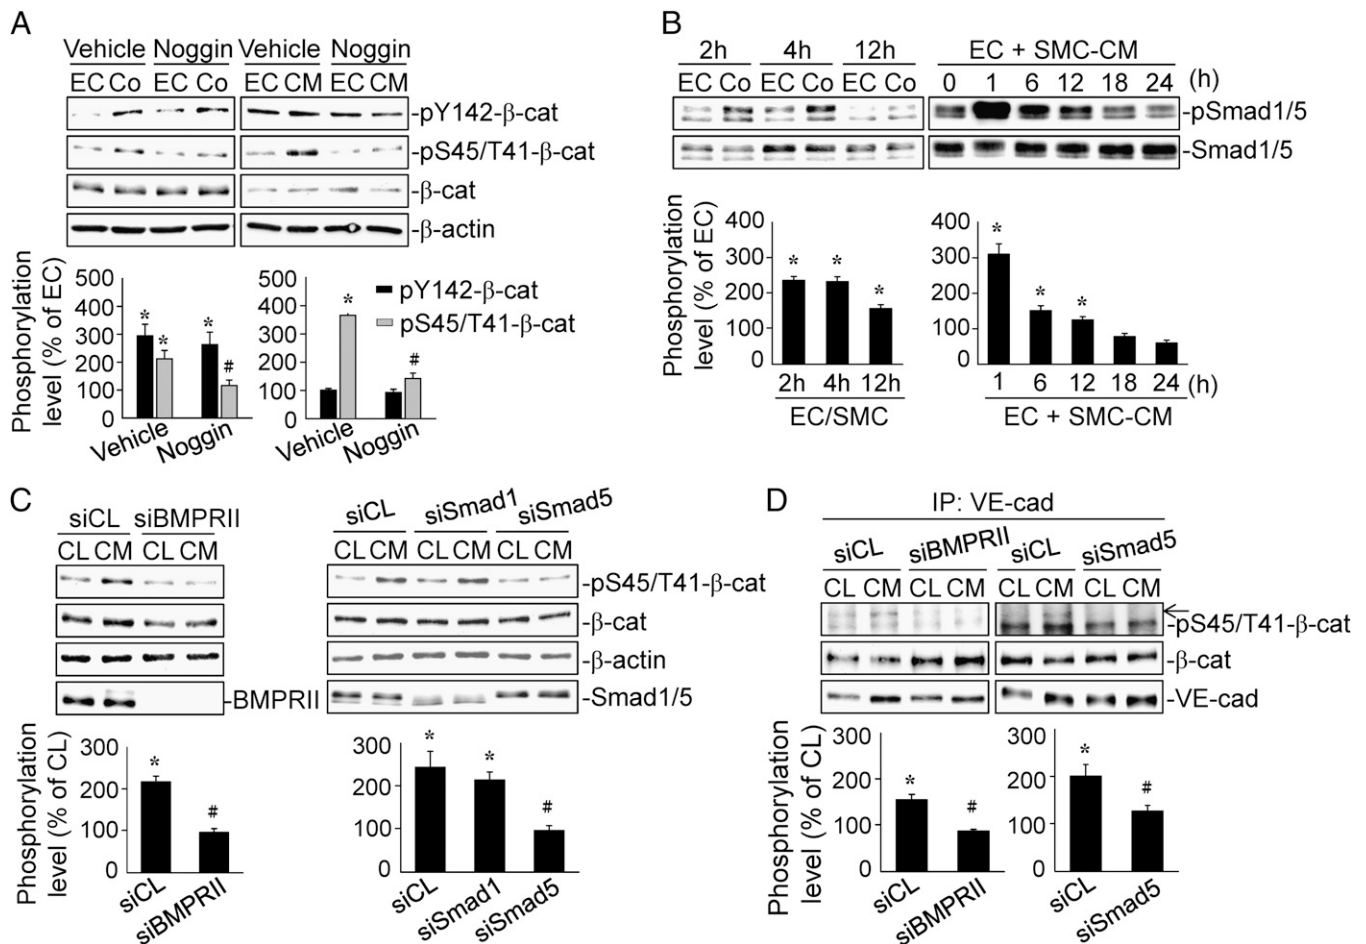 A
Vehicle Noggin Vehicle Noggin
EC Co EC Co EC CM EC CM
-pY142-β-cat
-pS45/T41-β-cat
-β-cat
-β-actin
Phosphorylation
level (% of EC)
500
400
300
200
100
0
* * * #
Vehicle
Noggin
500
400
300
200
100
0
* #
Vehicle
Noggin
pY142-β-cat
pS45/T41-β-cat
B
2h 4h 12h EC + SMC-CM
EC Co EC Co EC Co 0 1 6 12 18 24 (h)
-pSmad1/5
-Smad1/5
Phosphorylation
level (% of EC)
400
300
200
100
0
* * *
2h 4h 12h
EC/SMC
400
300
200
100
0
* * *
1 6 12 18 24 (h)
EC + SMC-CM
C
siCL siBMPRII siCL siSmad1 siSmad5
CL CM CL CM CL CM CL CM CL CM
-pS45/T41-β-cat
-β-cat
-β-actin
-BMPRII -Smad1/5
Phosphorylation
level (% of CL)
300
200
100
0
* #
siCL
siBMPRII
300
200
100
0
* * #
siCL
siSmad1
siSmad5
D
IP: VE-cad
siCL siBMPRII siCL siSmad5
CL CM CL CM CL CM CL CM
-pS45/T41-β-cat
-β-cat
-VE-cad
Phosphorylation
level (% of CL)
300
200
100
0
* #
siCL
siBMPRII
300
200
100
0
* #
siCL
siSmad5